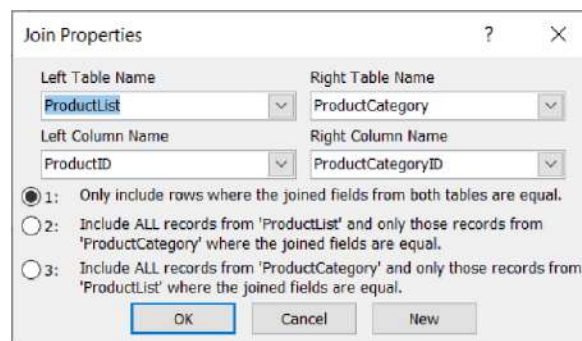 Join Properties ?
Left Table Name Right Table Name
ProductList ProductCategory
Left Column Name Right Column Name
ProductID ProductCategoryID
1: Only include rows where the joined fields from both tables are equal.
2: Include ALL records from 'ProductList' and only those records from
'ProductCategory' where the joined fields are equal.
3: Include ALL records from 'ProductCategory' and only those records from
'ProductList' where the joined fields are equal.
OK Cancel New